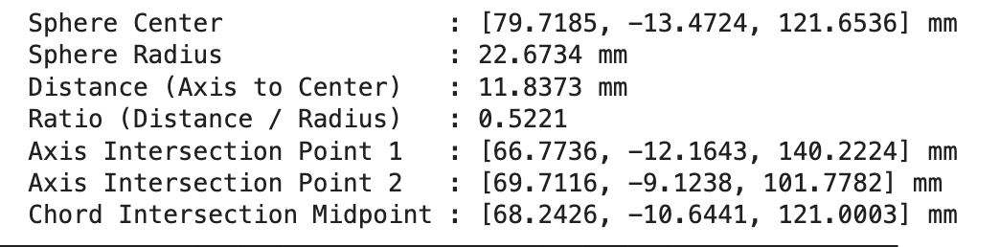 Sphere Center : [79.7185, −13.4724, 121.6536] mm
Sphere Radius : 22.6734 mm
Distance (Axis to Center) : 11.8373 mm
Ratio (Distance / Radius) : 0.5221
Axis Intersection Point 1 : [66.7736, −12.1643, 140.2224] mm
Axis Intersection Point 2 : [69.7116, −9.1238, 101.7782] mm
Chord Intersection Midpoint : [68.2426, −10.6441, 121.0003] mm